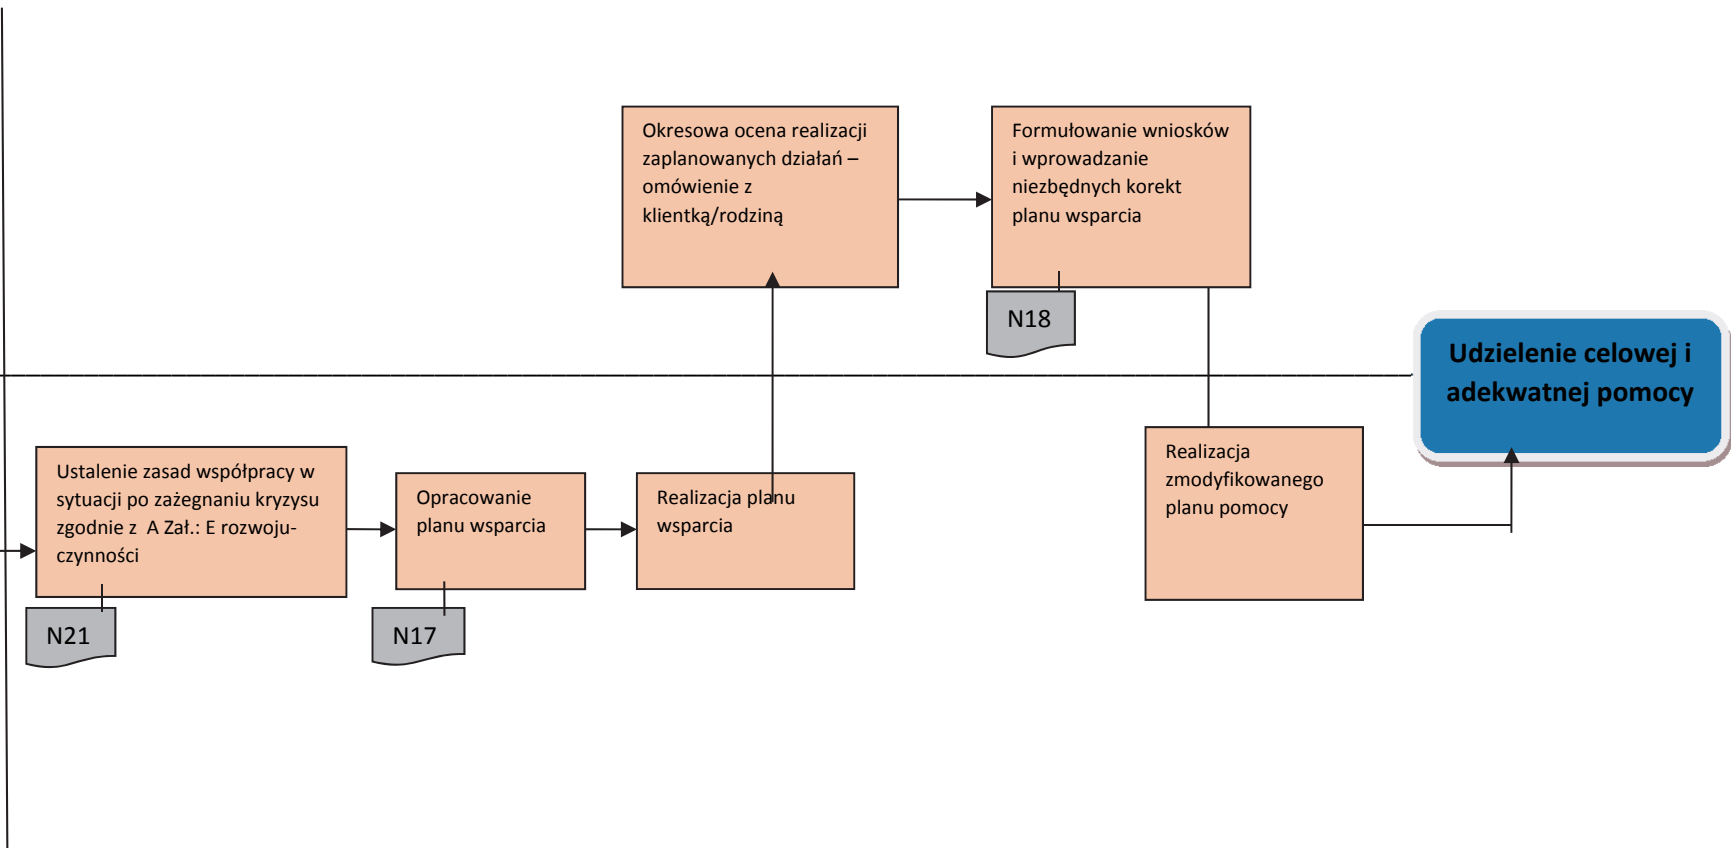 Okresowa ocena realizacji
zaplanowanych działań –
omówienie z
klientką/rodziną
Formułowanie wniosków
i wprowadzanie
niezbędnych korekt
planu wsparcia
N18
Udzielenie celowej i
adekwatnej pomocy
Ustalenie zasad współpracy w
sytuacji po zażegnaniu kryzysu
zgodnie z  A Zał.: E rozwoju-
czynności
Opracowanie
planu wsparcia
Realizacja planu
wsparcia
Realizacja
zmodyfikowanego
planu pomocy
N21
N17